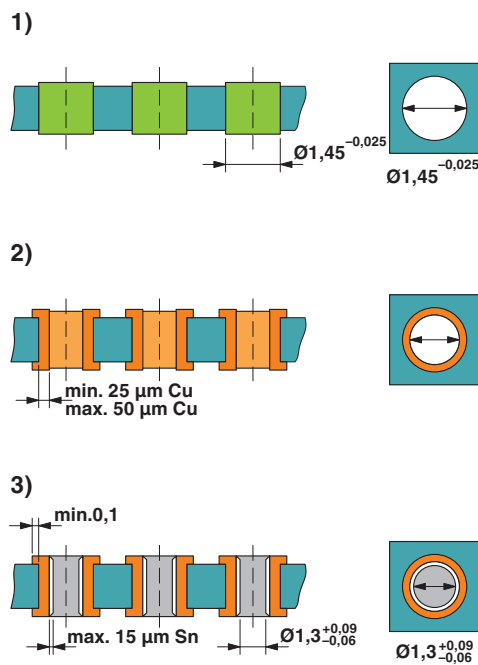 1)
Ø1,45 –0,025
Ø1,45 –0,025
2)
min. 25 µm Cu
max. 50 µm Cu
3)
min.0,1
max. 15 µm Sn
Ø1,3 +0,09 –0,06
Ø1,3 +0,09 –0,06